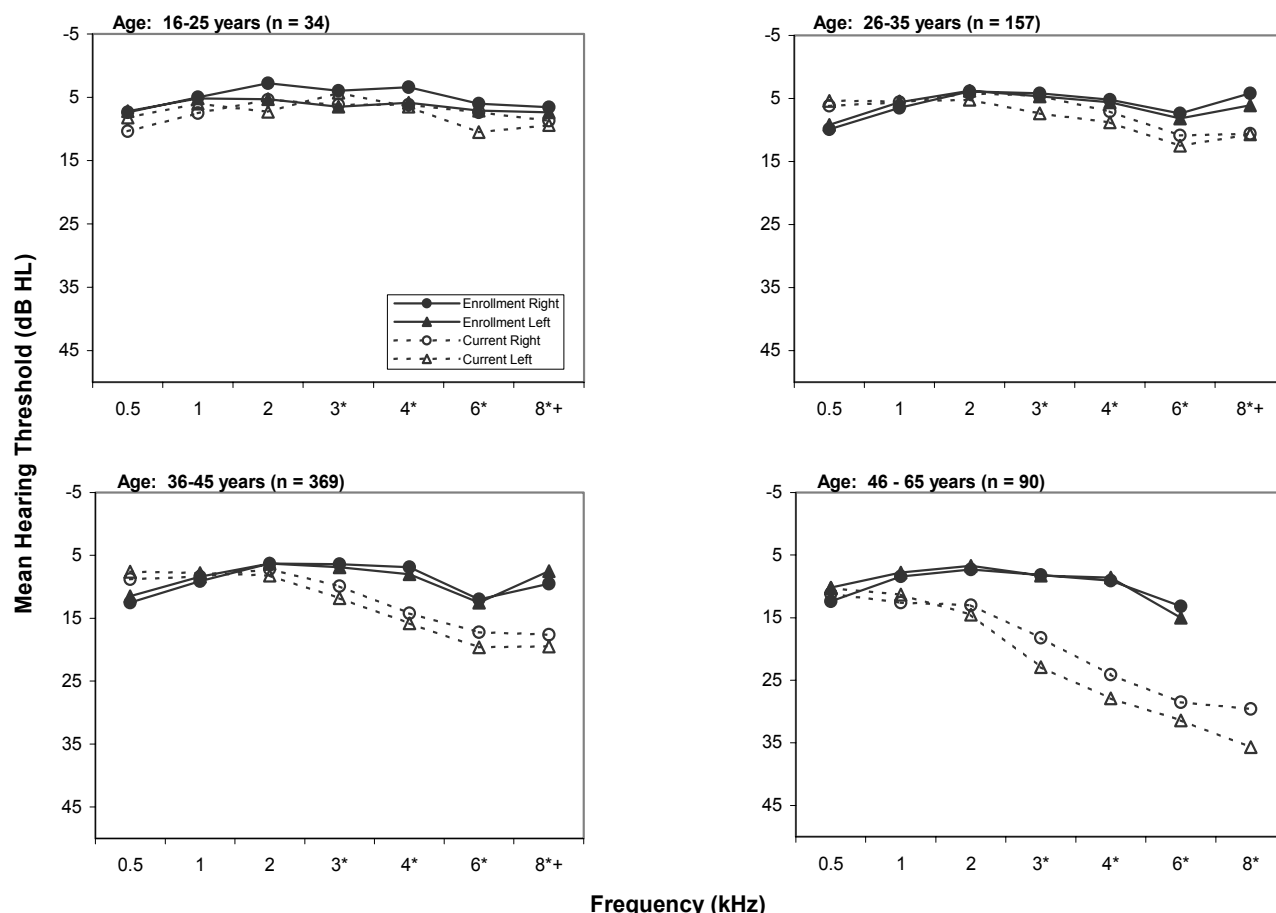 Mean Hearing Threshold (dB HL)
Age: 16-25 years (n = 34)
-5
5
15
25
35
45
Enrollment Right
Enrollment Left
Current Right
Current Left
0.5 1 2 3* 4* 6* 8*+
Age: 26-35 years (n = 157)
-5
5
15
25
35
45
0.5 1 2 3* 4* 6* 8*+
Age: 36-45 years (n = 369)
-5
5
15
25
35
45
0.5 1 2 3* 4* 6* 8*+
Age: 46 - 65 years (n = 90)
-5
5
15
25
35
45
0.5 1 2 3* 4* 6* 8*
Frequency (kHz)